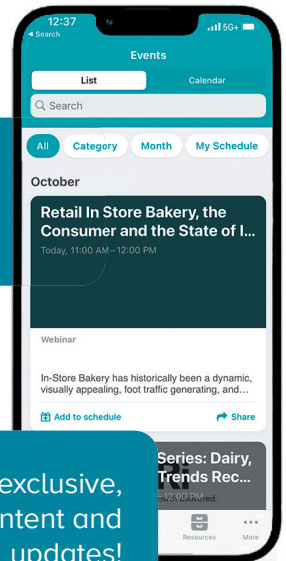 12:37
5G+
Search
Events
List
Calendar
Search
All
Category
Month
My Schedule
October
Retail In Store Bakery, the
Consumer and the State of I...
Today, 11:00 AM–12:00 PM
Webinar
In-Store Bakery has historically been a dynamic,
visually appealing, foot traffic generating, and...
Add to schedule
Share
Series: Dairy,
Trends Rec...
–12:00 PM
Resources
More
exclusive,
ntent and
updates!